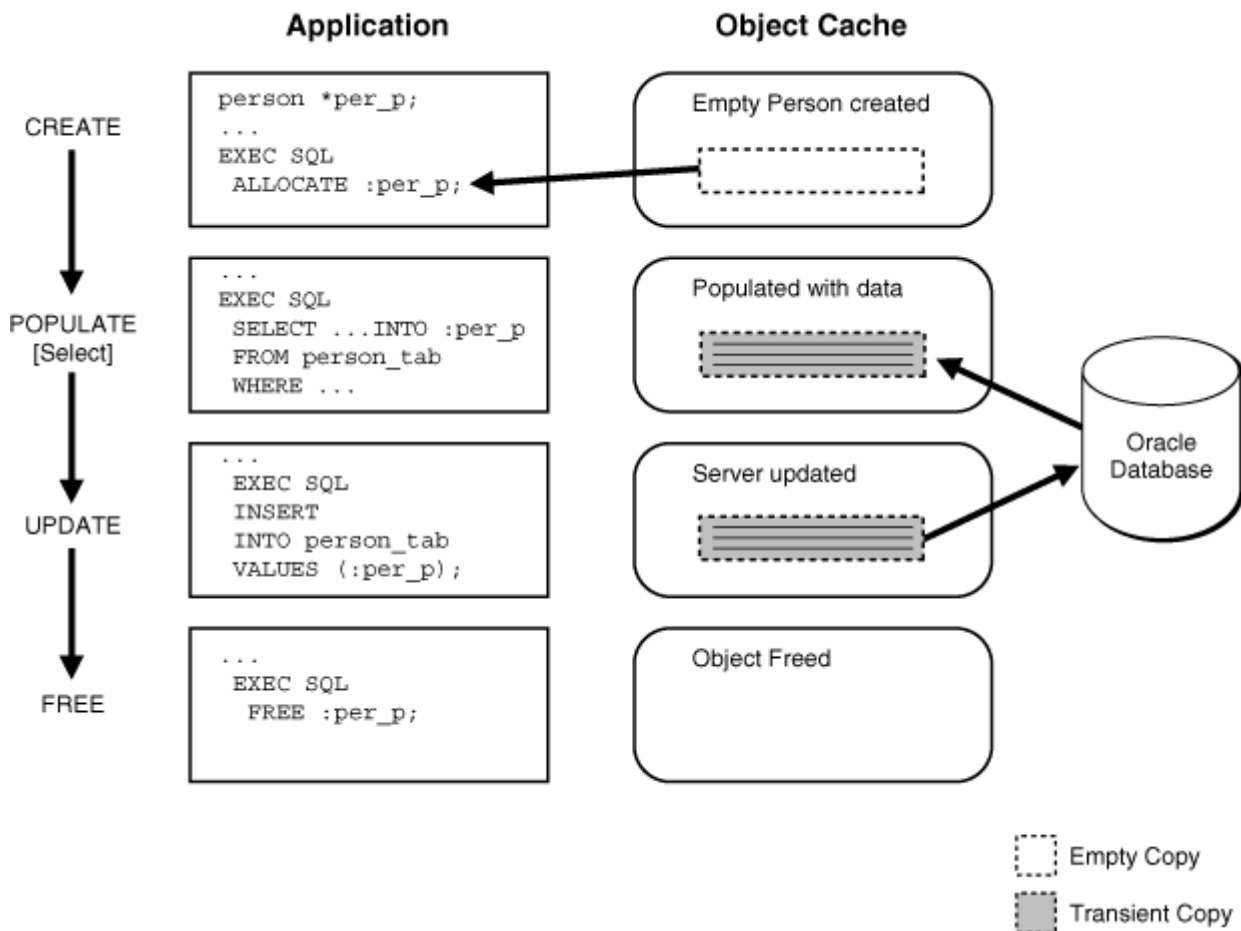 Application
Object Cache
CREATE
person *per_p;
...
EXEC SQL
ALLOCATE :per_p;
Empty Person created
POPULATE
[Select]
...
EXEC SQL
SELECT ...INTO :per_p
FROM person_tab
WHERE ...
Populated with data
Oracle
Database
UPDATE
...
EXEC SQL
INSERT
INTO person_tab
VALUES (:per_p);
Server updated
FREE
...
EXEC SQL
FREE :per_p;
Object Freed
Empty Copy
Transient Copy